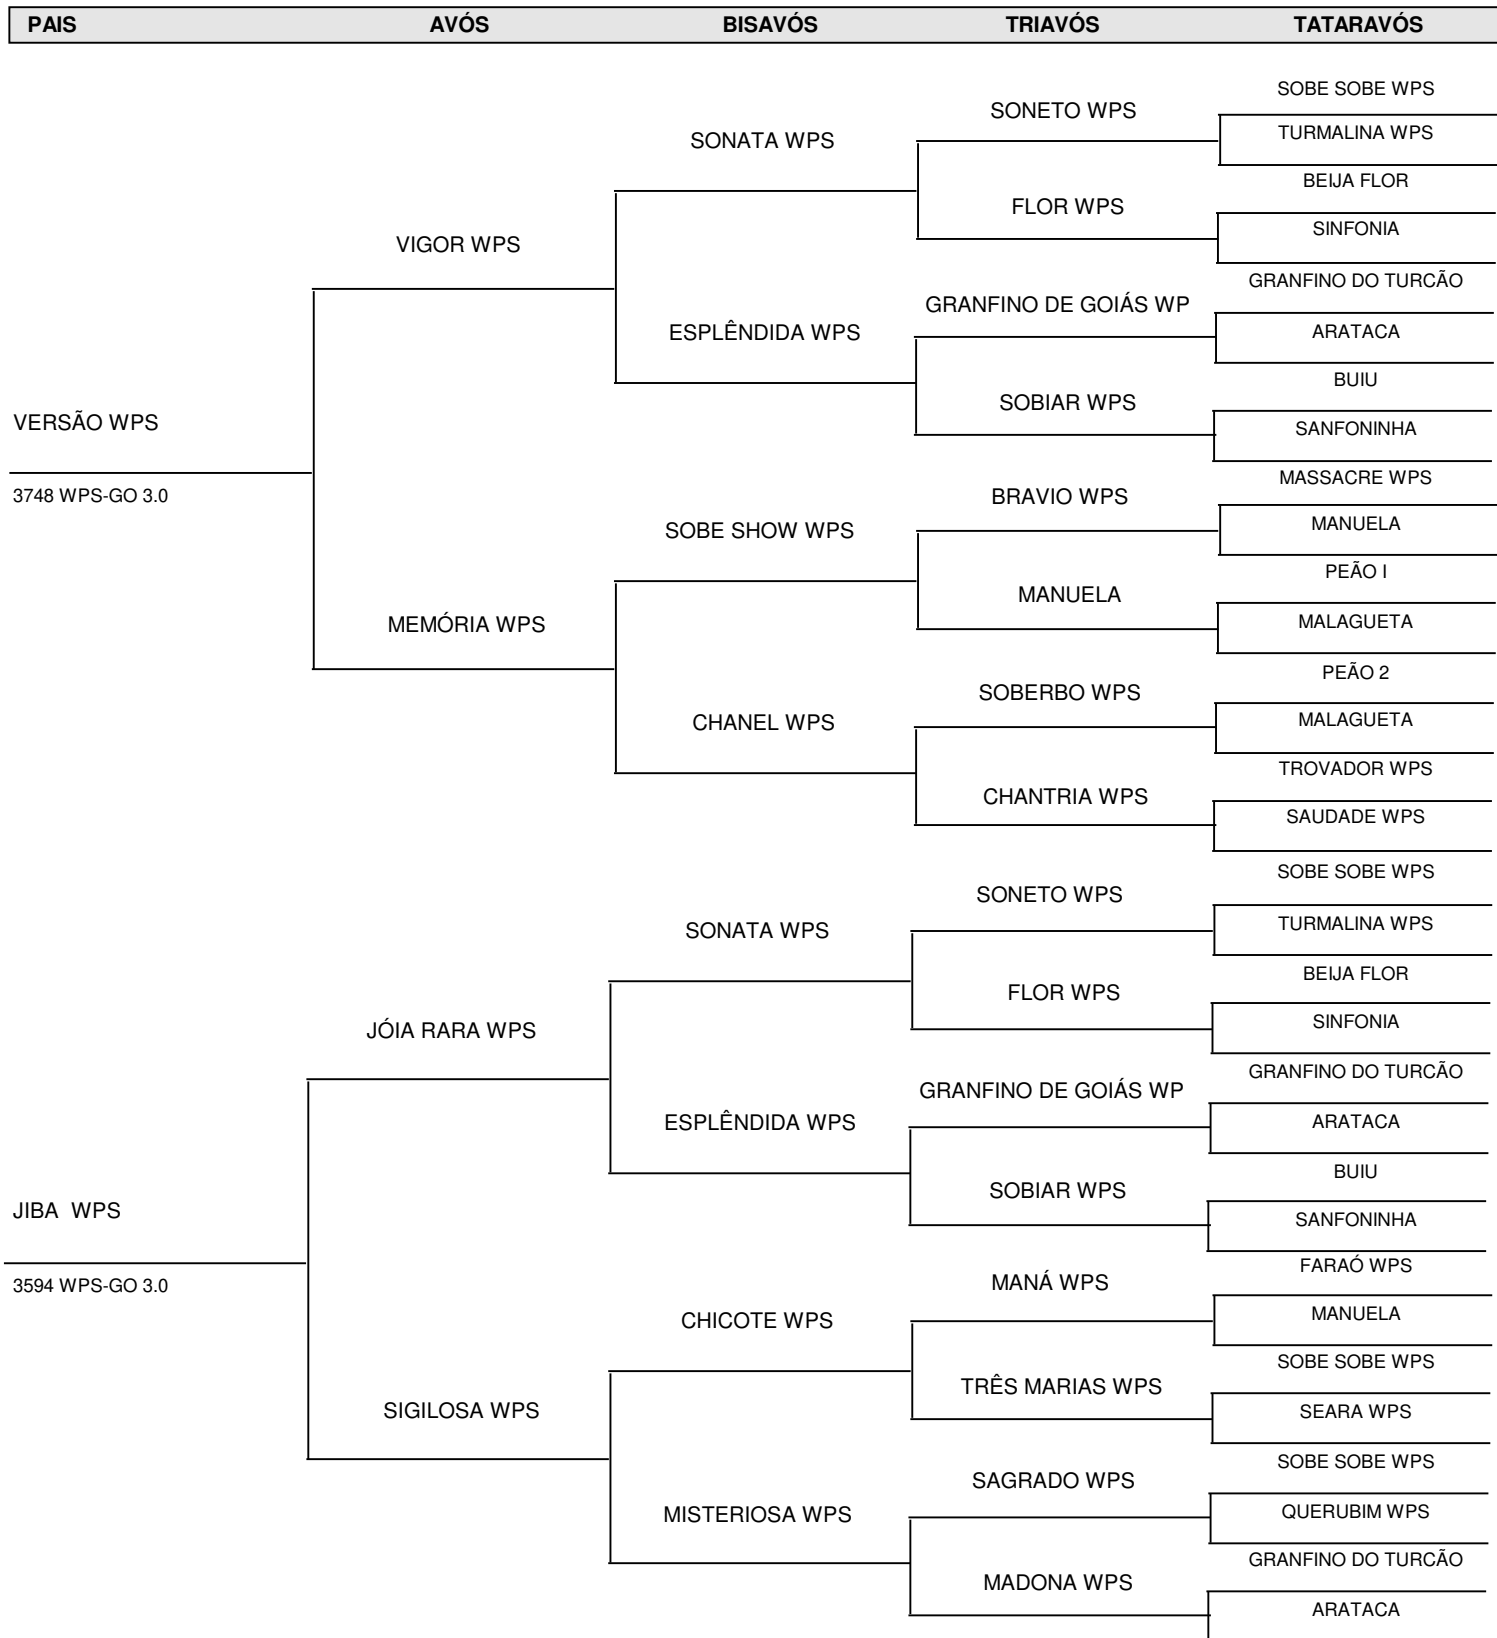 PAIS AVÓS BISAVÓS TRIAVÓS TATARAVÓS
SOBE SOBE WPS
SONETO WPS
TURMALINA WPS
SONATA WPS
BEIJA FLOR
FLOR WPS
SINFONIA
VIGOR WPS
GRANFINO DO TURCÃO
GRANFINO DE GOIÁS WP
ESPLÊNDIDA WPS
ARATACA
BUIU
SOBIAR WPS
VERSÃO WPS
SANFONINHA
MASSACRE WPS
3748 WPS-GO 3.0
BRAVIO WPS
MANUELA
SOBE SHOW WPS
PEÃO I
MANUELA
MALAGUETA
MEMÓRIA WPS
PEÃO 2
SOBERBO WPS
MALAGUETA
CHANEL WPS
TROVADOR WPS
CHANTRIA WPS
SAUDADE WPS
SOBE SOBE WPS
SONETO WPS
TURMALINA WPS
SONATA WPS
BEIJA FLOR
FLOR WPS
SINFONIA
JÓIA RARA WPS
GRANFINO DO TURCÃO
GRANFINO DE GOIÁS WP
ESPLÊNDIDA WPS
ARATACA
BUIU
SOBIAR WPS
JIBA WPS
SANFONINHA
FARAÓ WPS
3594 WPS-GO 3.0
MANÁ WPS
MANUELA
CHICOTE WPS
SOBE SOBE WPS
TRÊS MARIAS WPS
SIGILOSA WPS
SEARA WPS
SOBE SOBE WPS
SAGRADO WPS
MISTERIOSA WPS
QUERUBIM WPS
GRANFINO DO TURCÃO
MADONA WPS
ARATACA